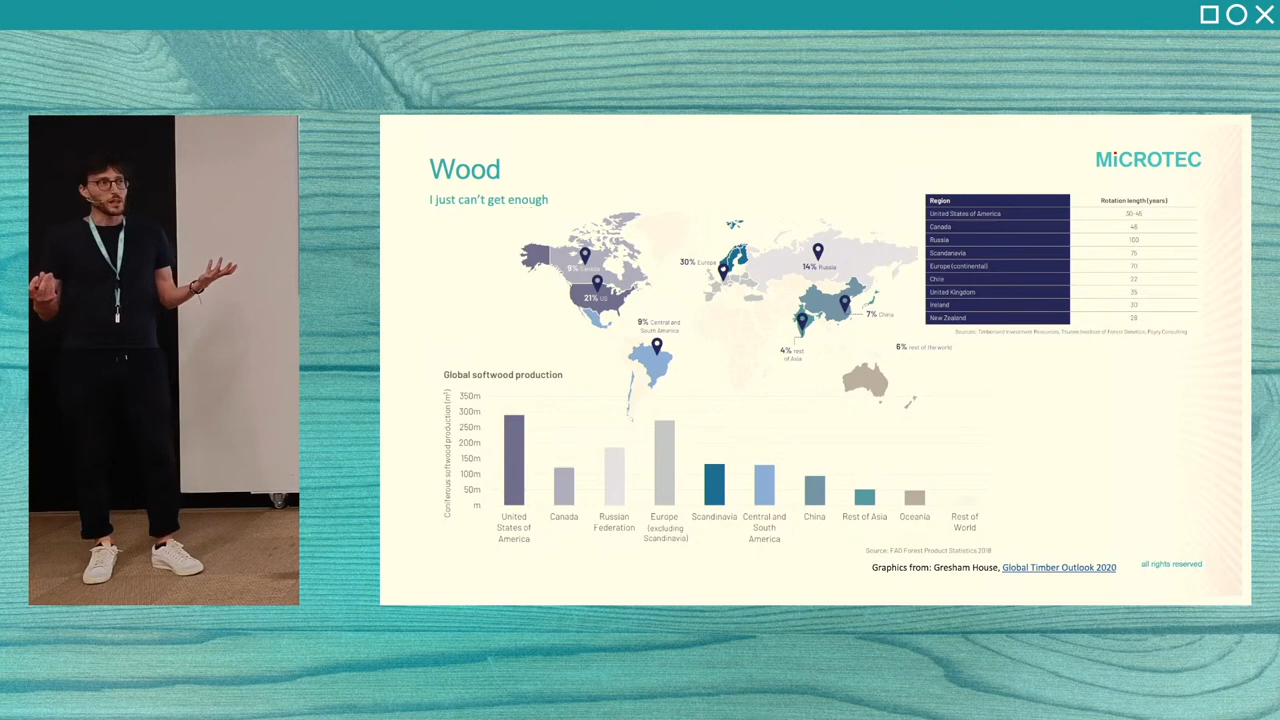 Wood
I just can't get enough
MiCROTEC
Region Rotation length (years)
United States of America 30-45
Canada 48
Russia 100
Scandanavia 75
Europe (continental) 70
Chile 22
United Kingdom 35
Ireland 30
New Zealand 28
9% Canada
21% US
30% Europe
14% Russia
7% China
9% Central and
South America
4% rest
of Asia
6% rest of the world
Global softwood production
Coniferous softwood production (m³)
350m
300m
250m
200m
150m
100m
50m
m
United
States of
America
Canada
Russian
Federation
Europe
(excluding
Scandinavia)
Scandinavia
Central and
South
America
China
Rest of Asia
Oceania
Rest of
World
Source: FAO Forest Product Statistics 2018
Graphics from: Gresham House, Global Timber Outlook 2020
all rights reserved